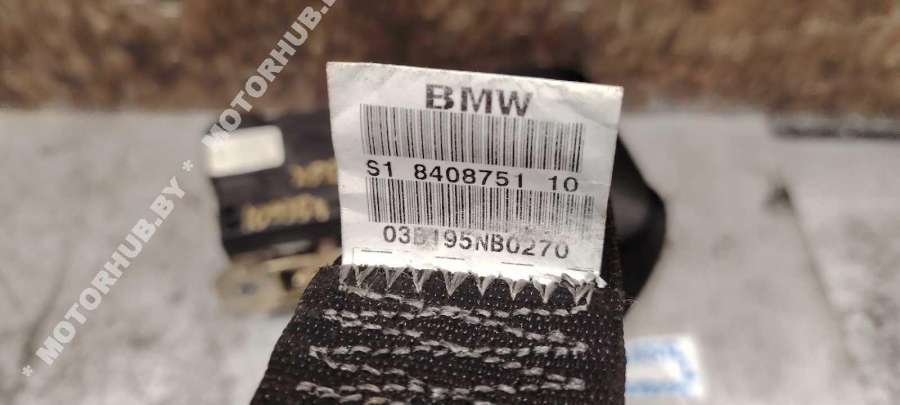 BMW
S1 8408751 10
03B195NB0270
* MOTORHUB.BY * MOTORHUB.BY